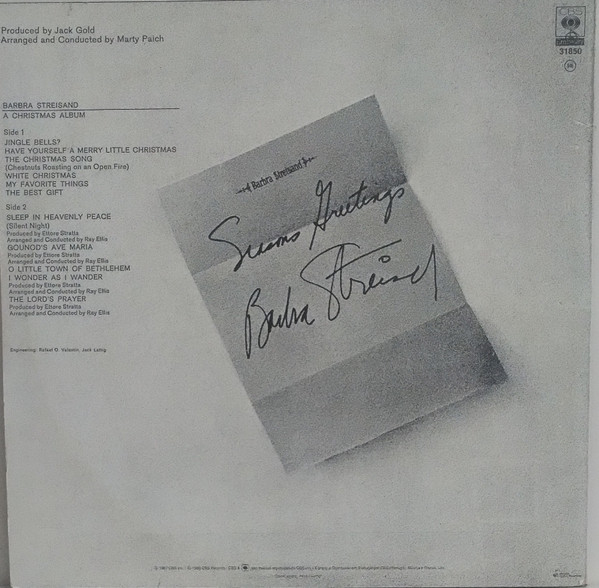 Produced by Jack Gold
Arranged and Conducted by Marty Paich
CBS
31850
BARBRA STREISAND
A CHRISTMAS ALBUM
Side 1
JINGLE BELLS?
HAVE YOURSELF A MERRY LITTLE CHRISTMAS
THE CHRISTMAS SONG
(Chestnuts Roasting on an Open Fire)
WHITE CHRISTMAS
MY FAVORITE THINGS
THE BEST GIFT
Side 2
SLEEP IN HEAVENLY PEACE
(Silent Night)
Produced by Ettore Stratta
Arranged and Conducted by Ray Ellis
GOUNOD'S AVE MARIA
Produced by Ettore Stratta
Arranged and Conducted by Ray Ellis
O LITTLE TOWN OF BETHLEHEM
I WONDER AS I WANDER
Produced by Ettore Stratta
Arranged and Conducted by Ray Ellis
THE LORD'S PRAYER
Produced by Ettore Stratta
Arranged and Conducted by Ray Ellis
Engineering: Rafael O. Valentin, Jack Lattig
Barbra Streisand
Seasons Greetings
Barbra Streisand